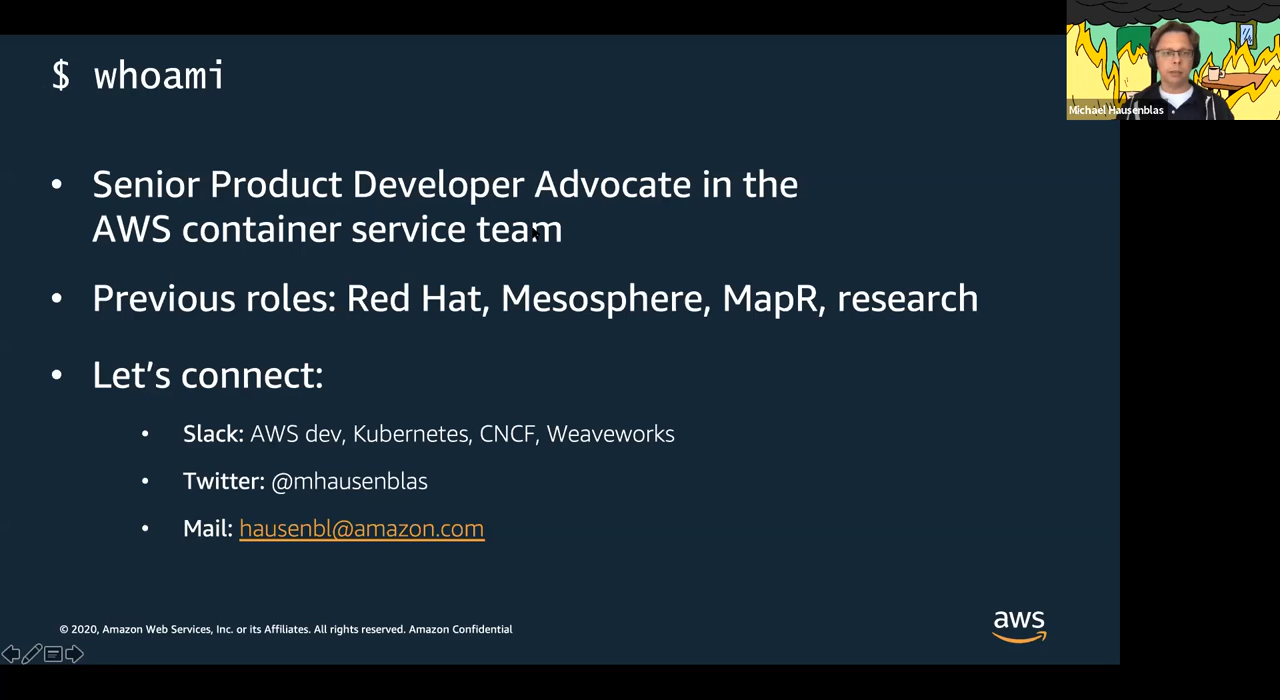 $ whoami
Michael Hausenblas
• Senior Product Developer Advocate in the
AWS container service team
• Previous roles: Red Hat, Mesosphere, MapR, research
• Let’s connect:
• Slack: AWS dev, Kubernetes, CNCF, Weaveworks
• Twitter: @mhausenblas
• Mail: hausenbl@amazon.com
© 2020, Amazon Web Services, Inc. or its Affiliates. All rights reserved. Amazon Confidential
aws